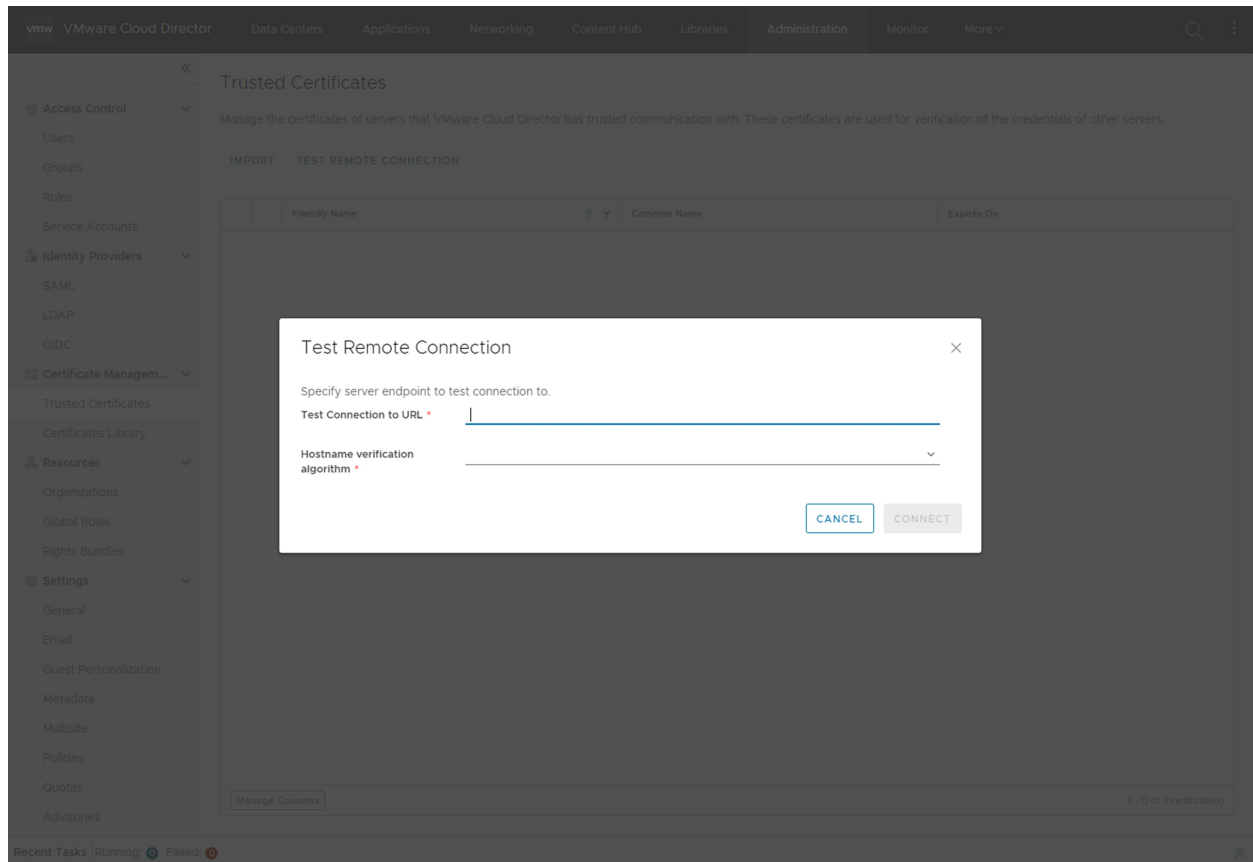 vmw VMware Cloud Director Data Centers Applications Networking Content Hub Libraries Administration Monitor More
Trusted Certificates
Manage the certificates of servers that VMware Cloud Director has trusted communication with. These certificates are used for verification of the credentials of other servers.
IMPORT TEST REMOTE CONNECTION
Friendly Name Common Name Expires On
Access Control
Users
Groups
Roles
Service Accounts
Identity Providers
SAML
LDAP
OIDC
Certificate Managem...
Trusted Certificates
Certificates Library
Resources
Organizations
Global Roles
Rights Bundles
Settings
General
Email
Guest Personalization
Metadata
Multisite
Policies
Quotas
Advisories
Test Remote Connection
Specify server endpoint to test connection to.
Test Connection to URL *
Hostname verification
algorithm *
CANCEL CONNECT
Manage Columns 0 - 0 of 0 certificate(s)
Recent Tasks Running: 0 Failed: 0